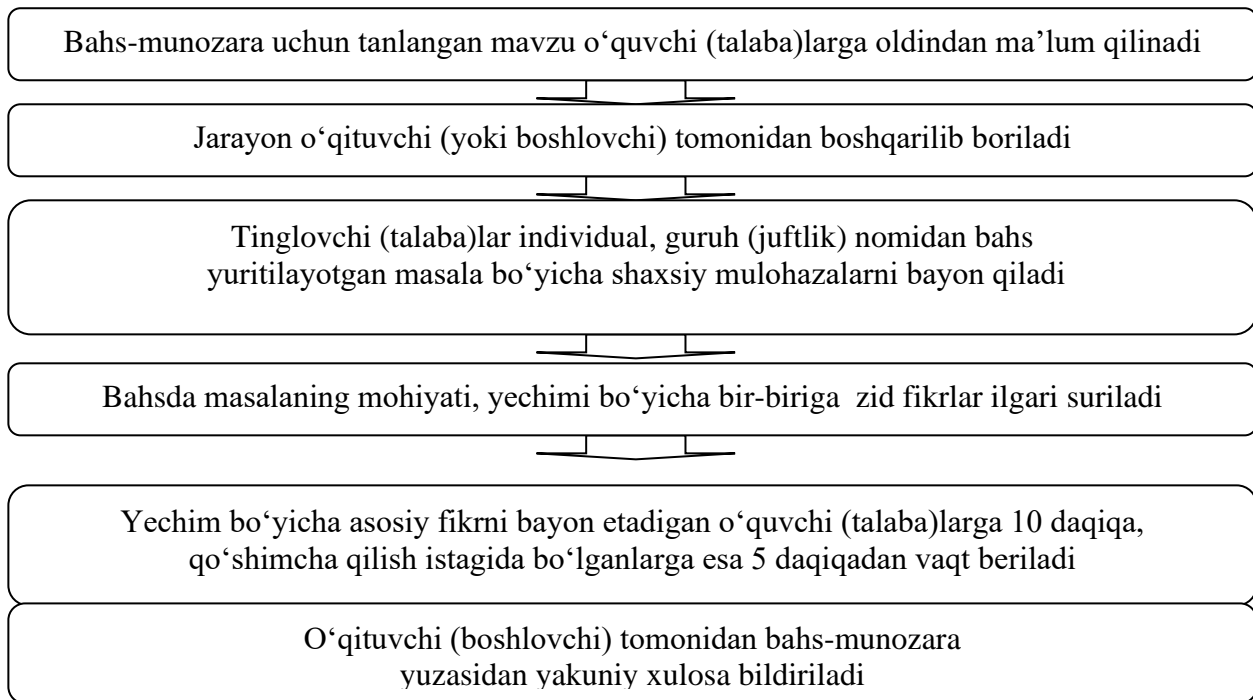 Bahs-munozara uchun tanlangan mavzu o‘quvchi (talaba)larga oldindan ma’lum qilinadi
Jarayon o‘qituvchi (yoki boshlovchi) tomonidan boshqarilib boriladi
Tinglovchi (talaba)lar individual, guruh (juftlik) nomidan bahs
yuritilayotgan masala bo‘yicha shaxsiy mulohazalarni bayon qiladi
Bahsda masalaning mohiyati, yechimi bo‘yicha bir-biriga zid fikrlar ilgari suriladi
Yechim bo‘yicha asosiy fikrni bayon etadigan o‘quvchi (talaba)larga 10 daqiqa,
qo‘shimcha qilish istagida bo‘lganlarga esa 5 daqiqadan vaqt beriladi
O‘qituvchi (boshlovchi) tomonidan bahs-munozara
yuzasidan yakuniy xulosa bildiriladi